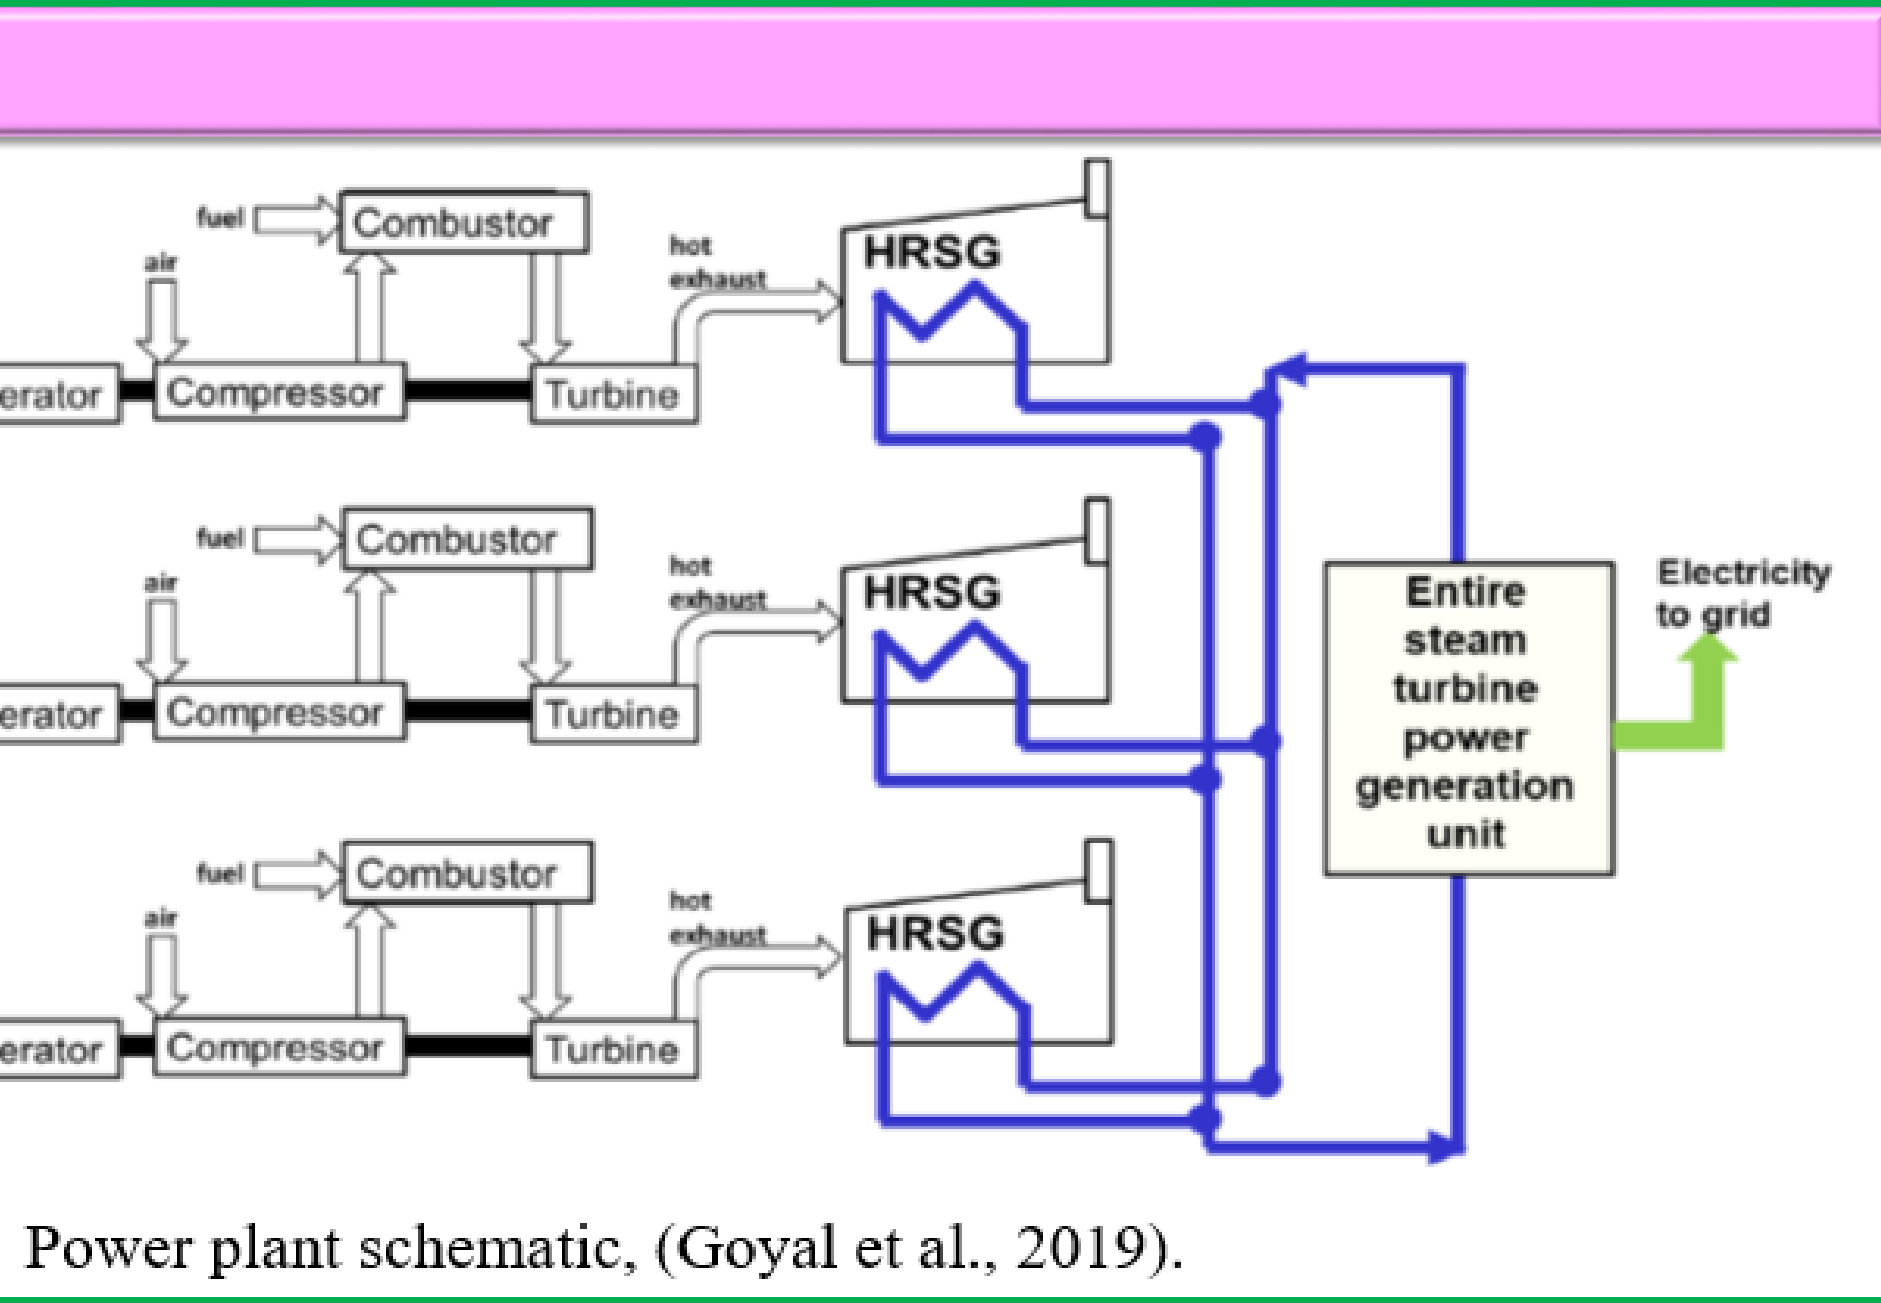 fuel
Combustor
air
hot
exhaust
HRSG
erator
Compressor
Turbine
fuel
Combustor
air
hot
exhaust
HRSG
erator
Compressor
Turbine
Entire
steam
turbine
power
generation
unit
Electricity
to grid
fuel
Combustor
air
hot
exhaust
HRSG
erator
Compressor
Turbine
Power plant schematic, (Goyal et al., 2019).